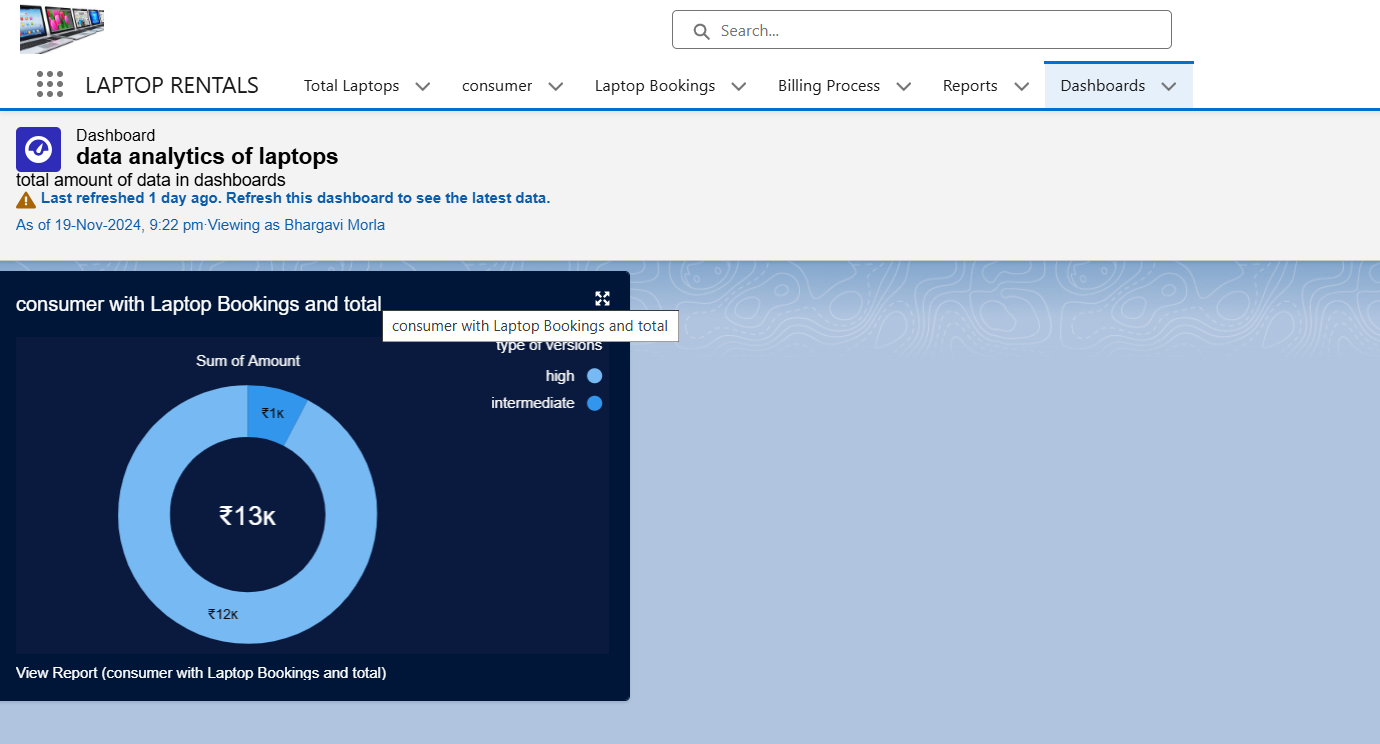 Search...
LAPTOP RENTALS
Total Laptops
consumer
Laptop Bookings
Billing Process
Reports
Dashboards
Dashboard
data analytics of laptops
total amount of data in dashboards
Last refreshed 1 day ago. Refresh this dashboard to see the latest data.
As of 19-Nov-2024, 9:22 pm·Viewing as Bhargavi Morla
consumer with Laptop Bookings and total
consumer with Laptop Bookings and total
type of versions
Sum of Amount
high
intermediate
₹1K
₹13K
₹12K
View Report (consumer with Laptop Bookings and total)